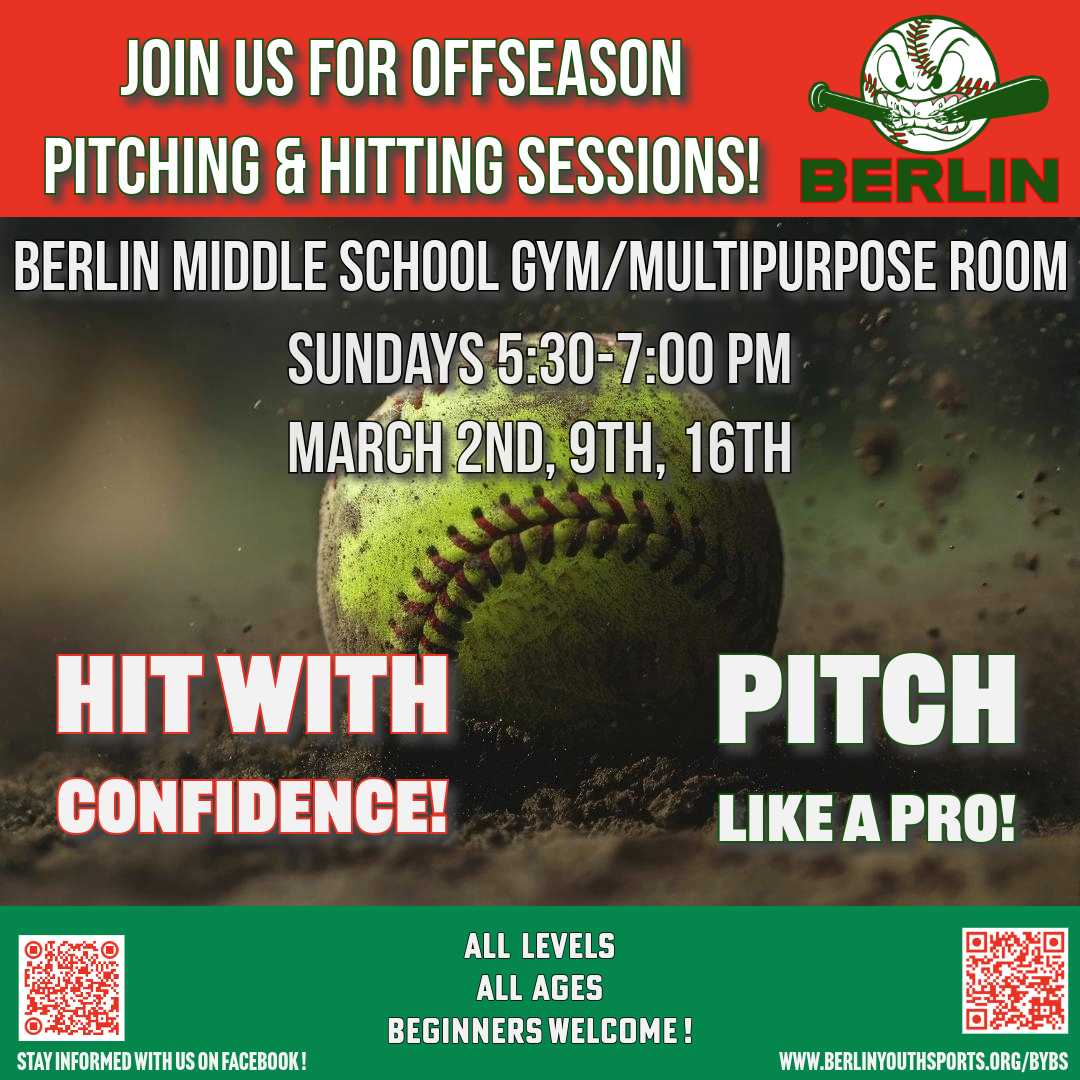 JOIN US FOR OFFSEASON
PITCHING & HITTING SESSIONS!
BERLIN
BERLIN MIDDLE SCHOOL GYM/MULTIPURPOSE ROOM
SUNDAYS 5:30-7:00 PM
MARCH 2ND, 9TH, 16TH
HIT WITH
CONFIDENCE!
PITCH
LIKE A PRO!
ALL LEVELS
ALL AGES
BEGINNERS WELCOME!
STAY INFORMED WITH US ON FACEBOOK!
WWW.BERLINYOUTHSPORTS.ORG/BYBS